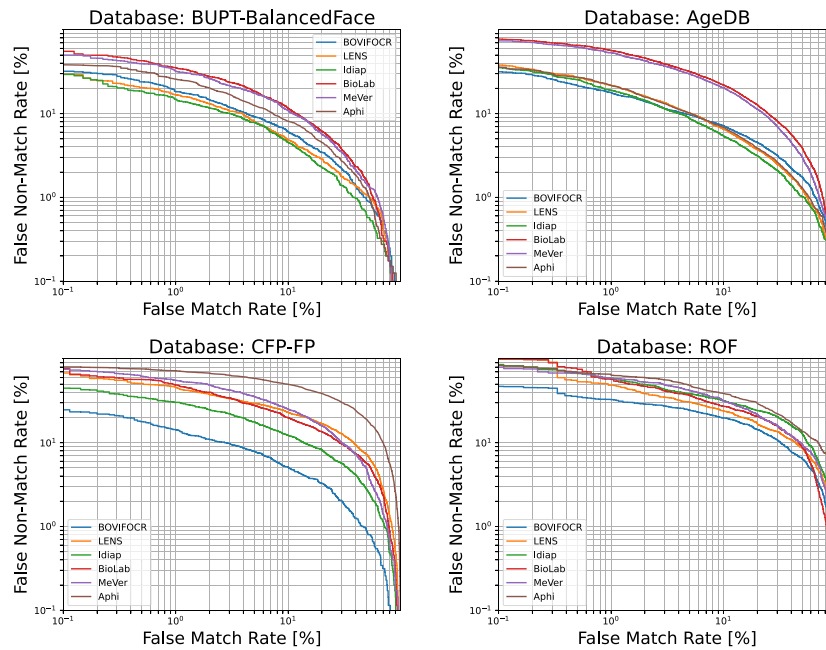 Database: BUPT-BalancedFace
False Non-Match Rate [%]
10¹
10⁰
10⁻¹
10⁻¹ 10⁰ 10¹
False Match Rate [%]
BOVIFOCR
LENS
Idiap
BioLab
MeVer
Aphi
Database: AgeDB
False Non-Match Rate [%]
10¹
10⁰
10⁻¹
10⁻¹ 10⁰ 10¹
False Match Rate [%]
BOVIFOCR
LENS
Idiap
BioLab
MeVer
Aphi
Database: CFP-FP
False Non-Match Rate [%]
10¹
10⁰
10⁻¹
10⁻¹ 10⁰ 10¹
False Match Rate [%]
BOVIFOCR
LENS
Idiap
BioLab
MeVer
Aphi
Database: ROF
False Non-Match Rate [%]
10¹
10⁰
10⁻¹
10⁻¹ 10⁰ 10¹
False Match Rate [%]
BOVIFOCR
LENS
Idiap
BioLab
MeVer
Aphi